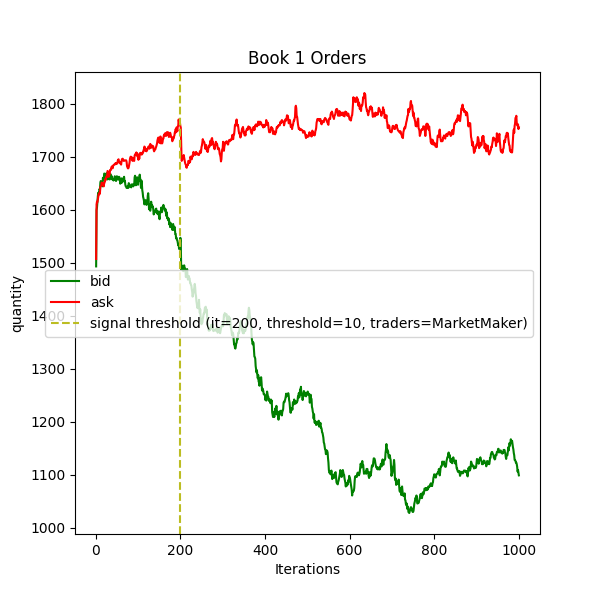 Book 1 Orders
1800
1700
1600
1500
1400
1300
1200
1100
1000
quantity
bid
ask
signal threshold (it=200, threshold=10, traders=MarketMaker)
0
200
400
600
800
1000
Iterations